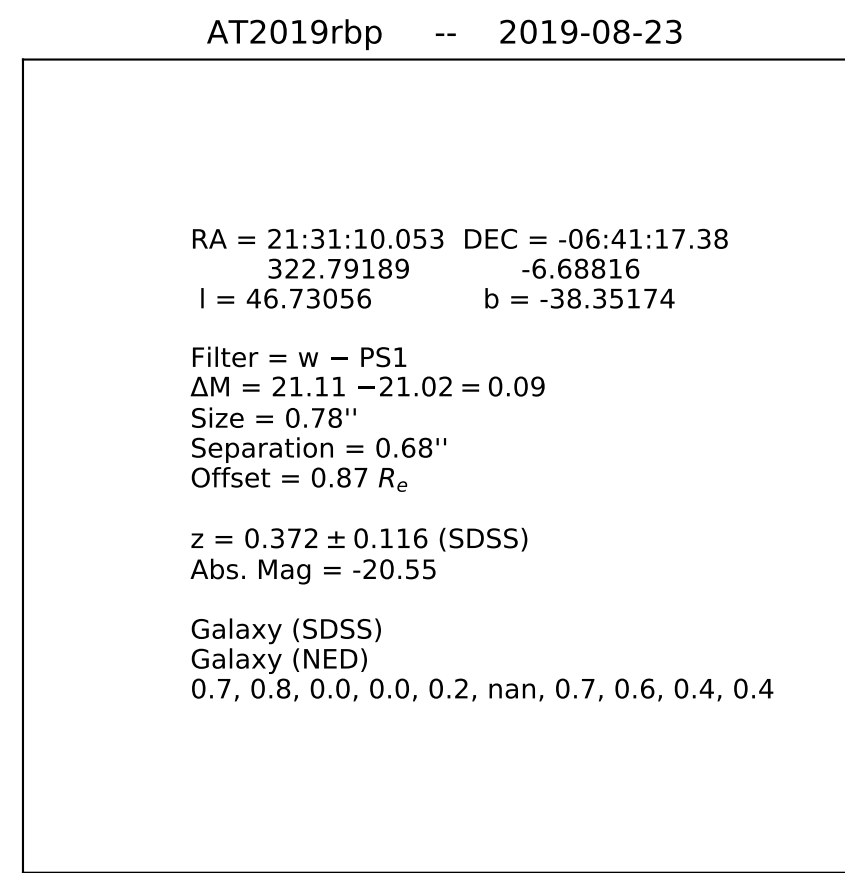 AT2019rbp -- 2019-08-23
RA = 21:31:10.053 DEC = -06:41:17.38
322.79189 -6.68816
l = 46.73056 b = -38.35174
Filter = w − PS1
ΔM = 21.11 −21.02 = 0.09
Size = 0.78''
Separation = 0.68''
Offset = 0.87 Rₑ
z = 0.372 ± 0.116 (SDSS)
Abs. Mag = -20.55
Galaxy (SDSS)
Galaxy (NED)
0.7, 0.8, 0.0, 0.0, 0.2, nan, 0.7, 0.6, 0.4, 0.4